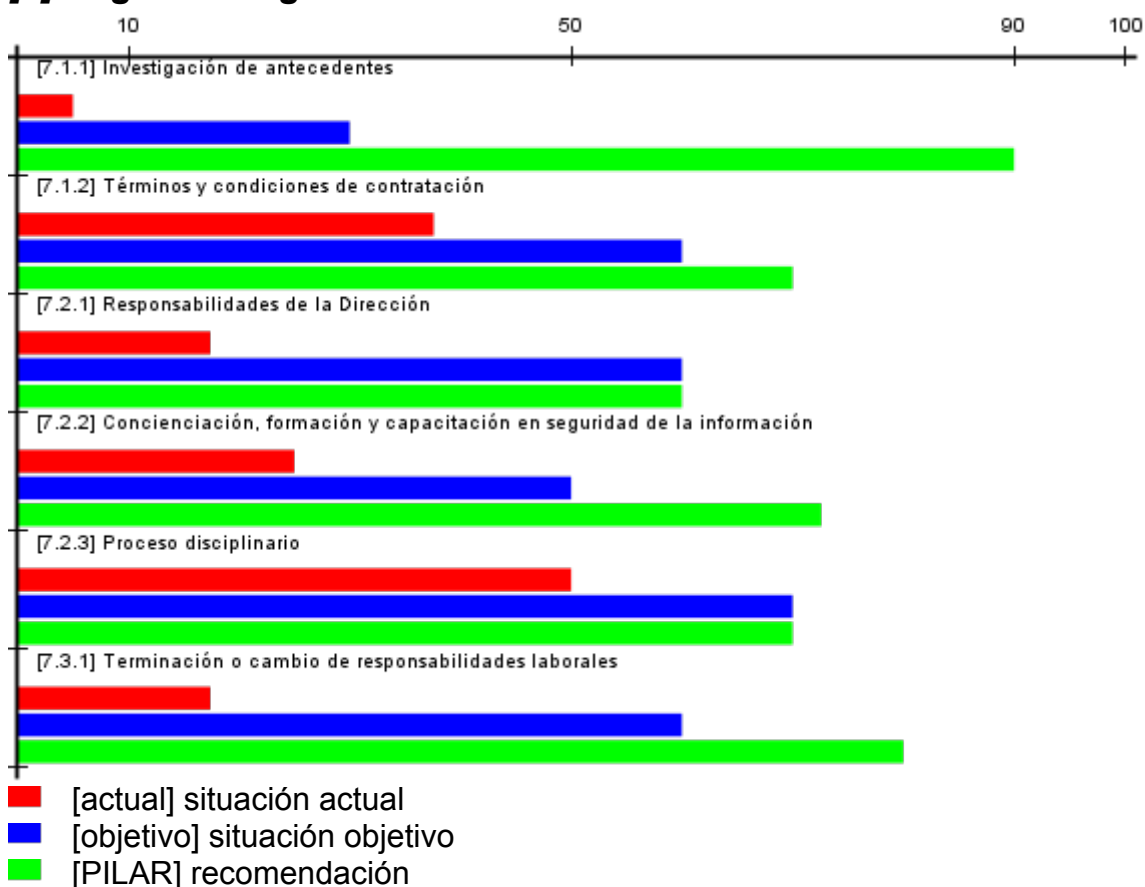 10 50 90 100
[7.1.1] Investigación de antecedentes
[7.1.2] Términos y condiciones de contratación
[7.2.1] Responsabilidades de la Dirección
[7.2.2] Concienciación, formación y capacitación en seguridad de la información
[7.2.3] Proceso disciplinario
[7.3.1] Terminación o cambio de responsabilidades laborales
[actual] situación actual
[objetivo] situación objetivo
[PILAR] recomendación